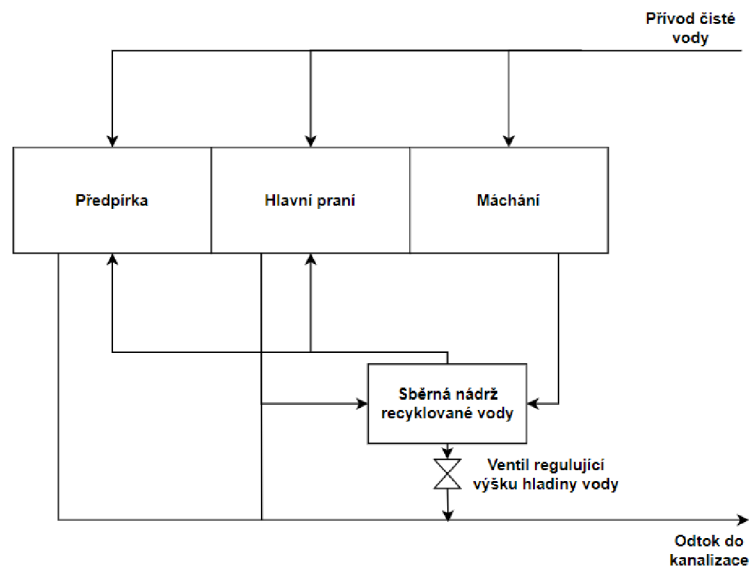 Přívod čisté
vody
Předpírka
Hlavní praní
Máchání
Sběrná nádrž
recyklované vody
Ventil regulující
výšku hladiny vody
Odtok do
kanalizace